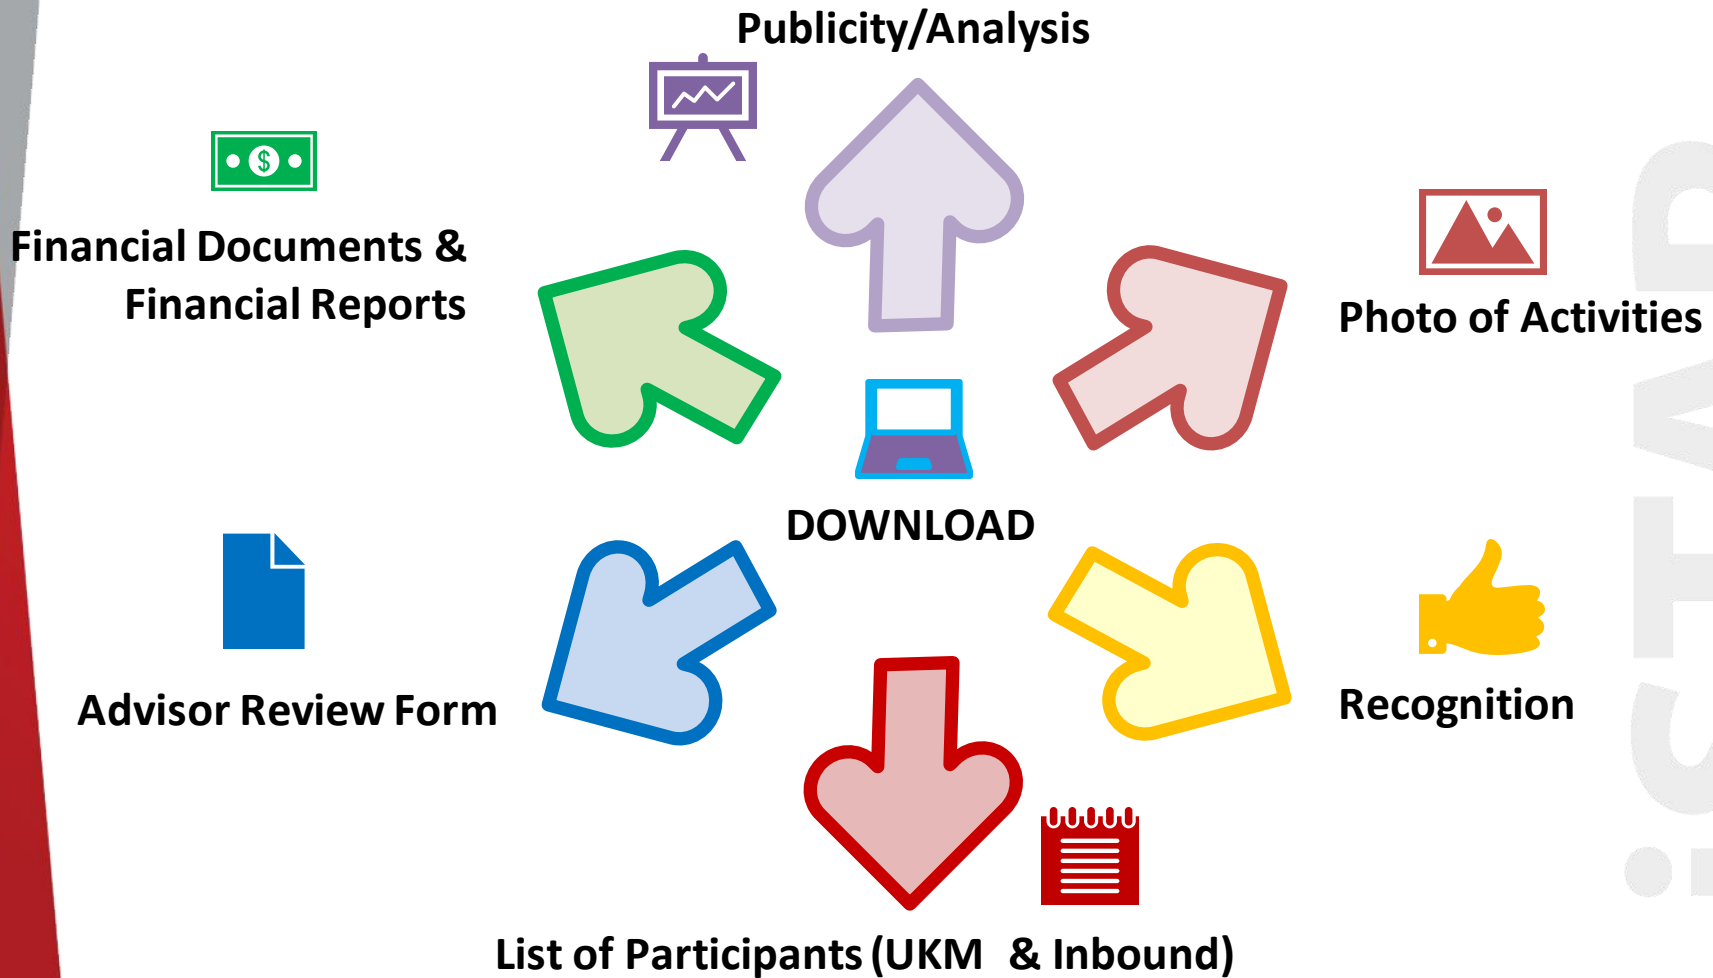 Publicity/Analysis
$
Financial Documents &
Financial Reports
Photo of Activities
DOWNLOAD
Advisor Review Form
Recognition
List of Participants (UKM & Inbound)
iSTAR